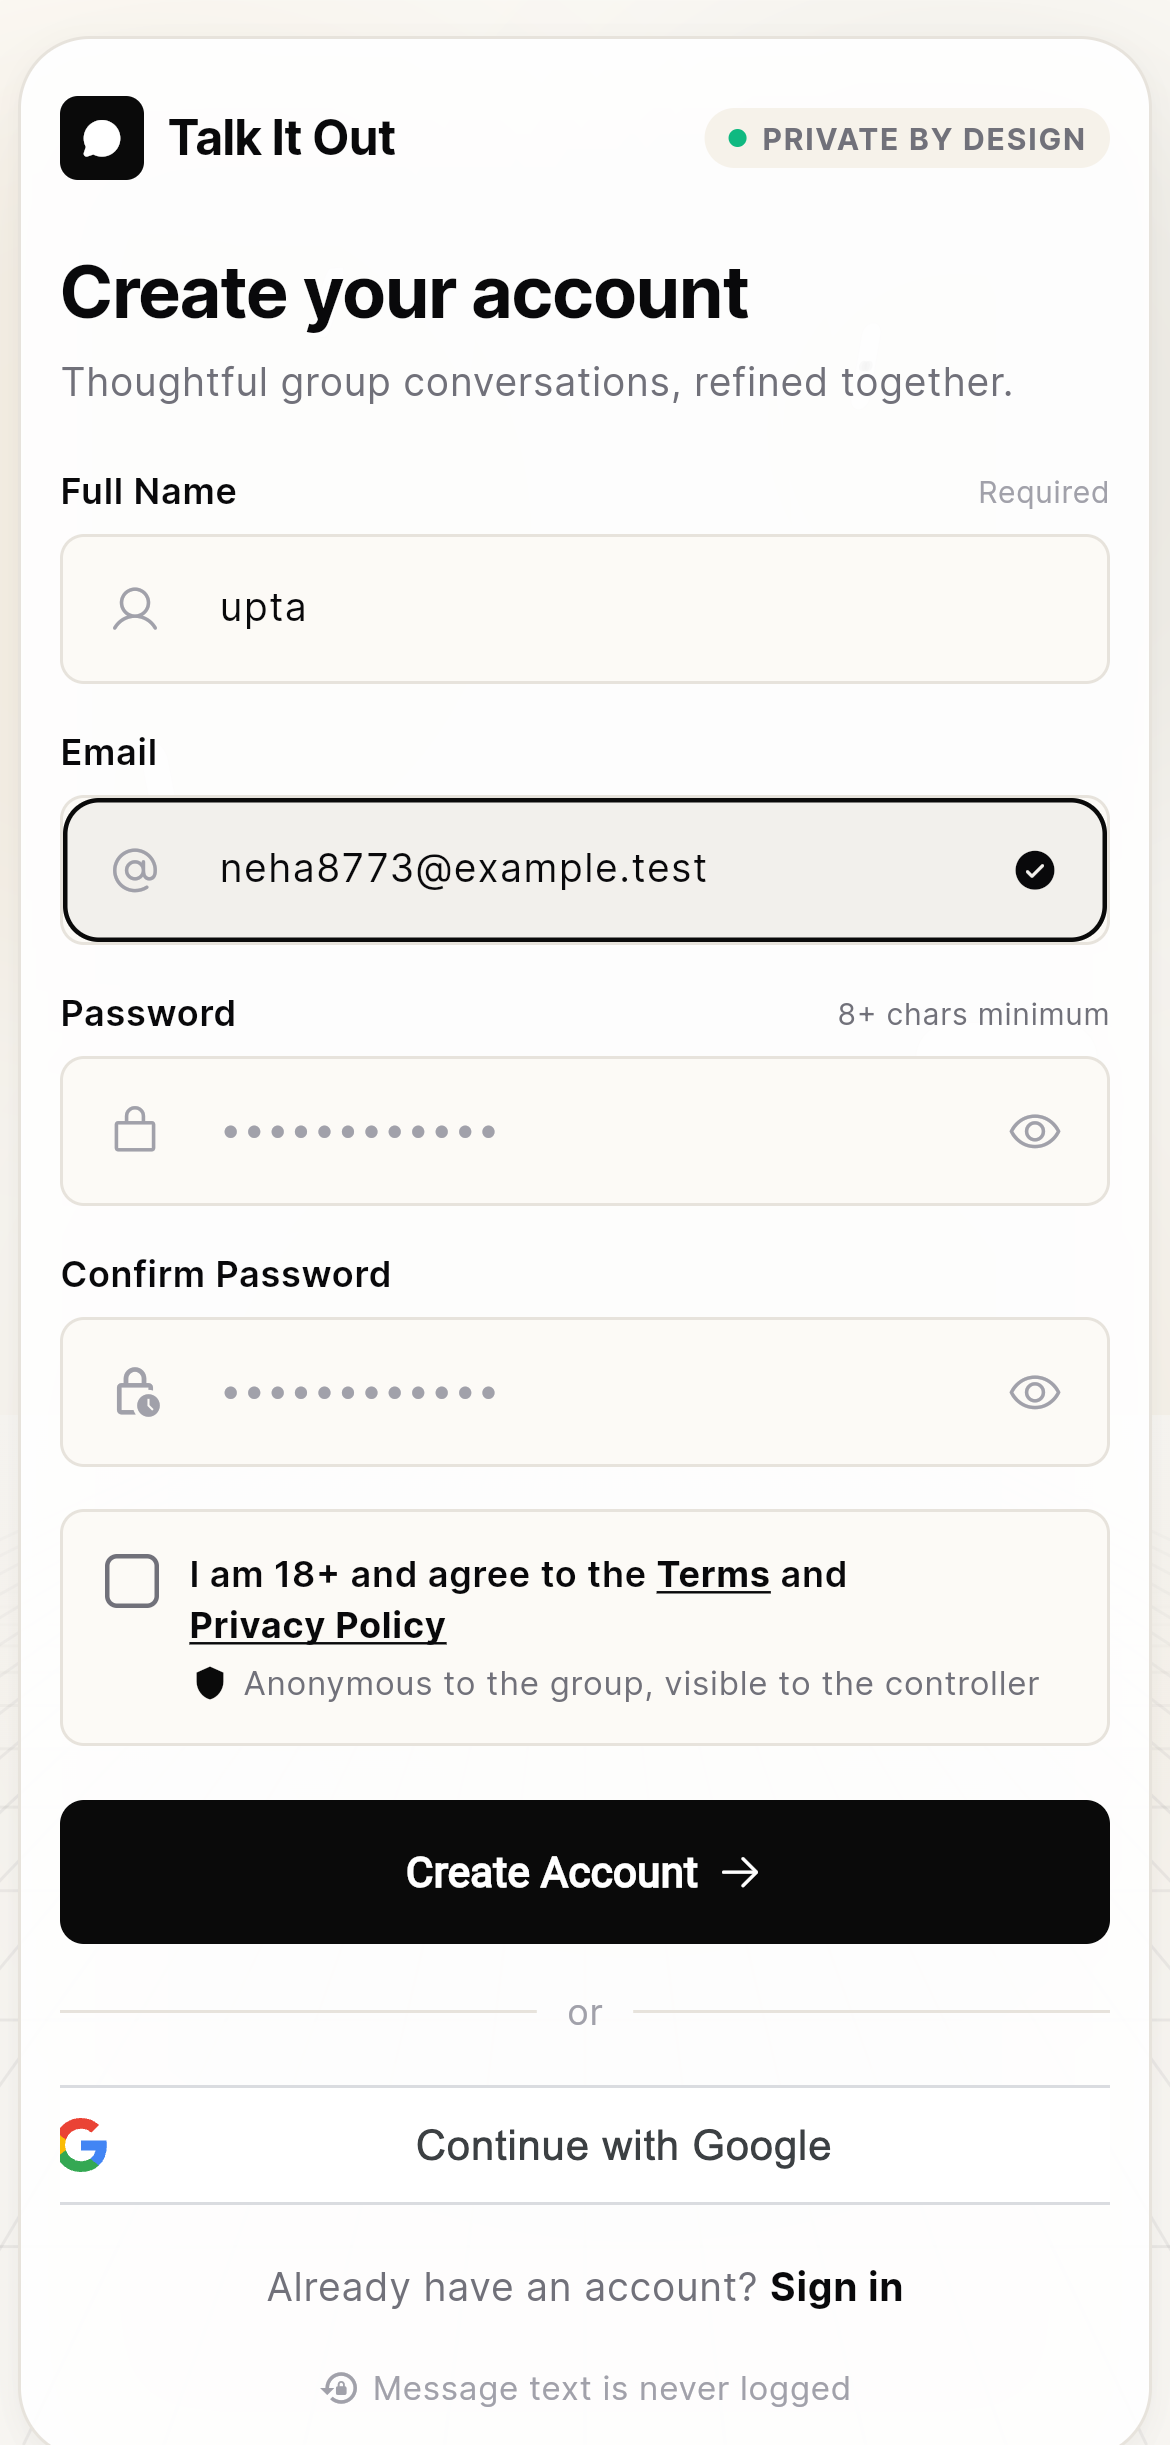 Talk It Out
PRIVATE BY DESIGN
Create your account
Thoughtful group conversations, refined together.
Full Name
Required
upta
Email
neha8773@example.test
Password
8+ chars minimum
••••••••••••
Confirm Password
••••••••••••
I am 18+ and agree to the Terms and
Privacy Policy
Anonymous to the group, visible to the controller
Create Account →
or
Continue with Google
Already have an account? Sign in
Message text is never logged